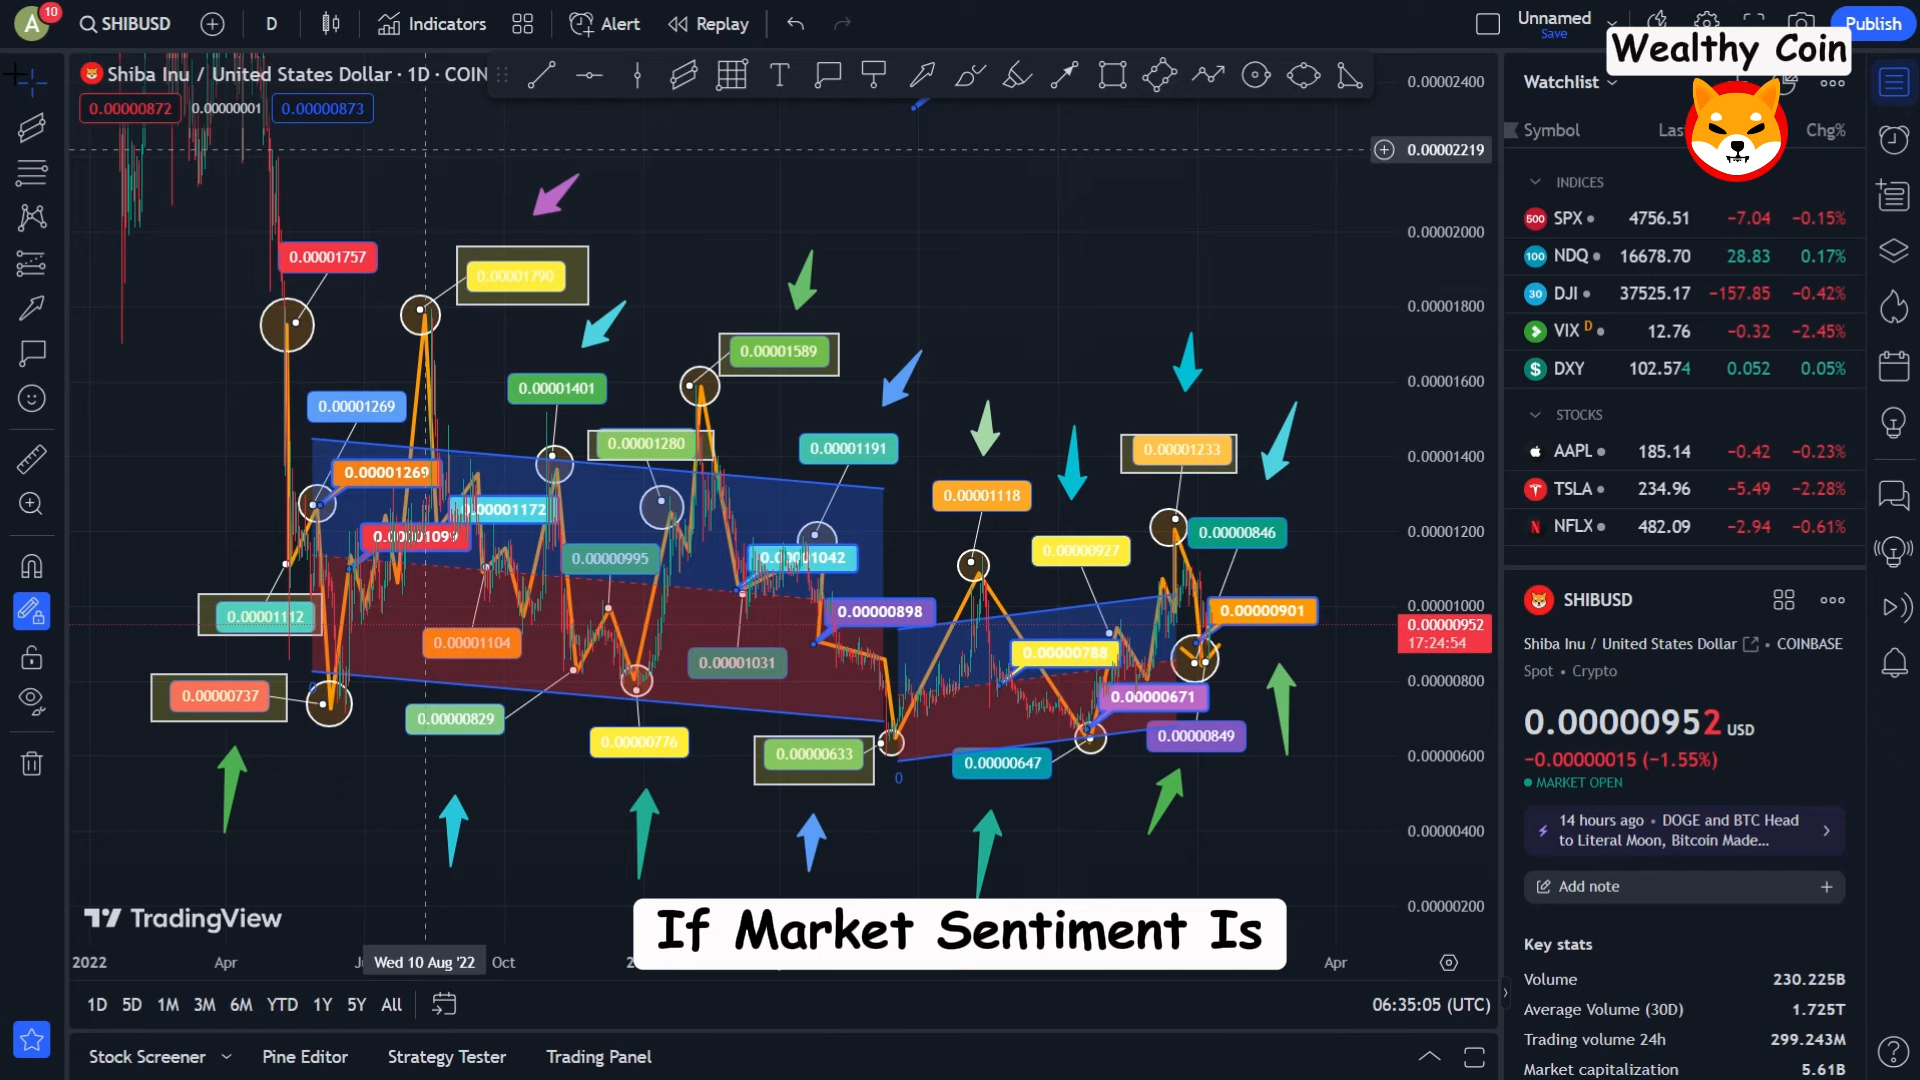 A
10
SHIBUSD
D
Indicators
Alert
Replay
Unnamed
Save
Publish
Wealthy Coin
Shiba Inu / United States Dollar · 1D · COIN
0.00000872
0.00000001
0.00000873
0.00002400
0.00002219
0.00002000
0.00001800
0.00001600
0.00001400
0.00001200
0.00001000
0.00000952
17:24:54
0.00000800
0.00000600
0.00000400
0.00000200
0.00001757
0.00001790
0.00001589
0.00001269
0.00001401
0.00001280
0.00001191
0.00001233
0.00001269
0.00001118
0.00001172
0.00000846
0.00001099
0.00000995
0.00001042
0.00000927
0.00001112
0.00000898
0.00000901
0.00001104
0.00001031
0.00000788
0.00000737
0.00000671
0.00000829
0.00000776
0.00000633
0.00000647
0.00000849
0
TradingView
If Market Sentiment Is
2022
Apr
Wed 10 Aug '22
Oct
Apr
1D
5D
1M
3M
6M
YTD
1Y
5Y
All
06:35:05 (UTC)
Stock Screener
Pine Editor
Strategy Tester
Trading Panel
Watchlist
Symbol
Chg%
INDICES
500 SPX 4756.51 −7.04 −0.15%
100 NDQ 16678.70 28.83 0.17%
30 DJI 37525.17 −157.85 −0.42%
VIX D 12.76 −0.32 −2.45%
$ DXY 102.574 0.052 0.05%
STOCKS
AAPL 185.14 −0.42 −0.23%
TSLA 234.96 −5.49 −2.28%
NFLX 482.09 −2.94 −0.61%
SHIBUSD
Shiba Inu / United States Dollar • COINBASE
Spot • Crypto
0.00000952 USD
−0.00000015 (−1.55%)
MARKET OPEN
14 hours ago • DOGE and BTC Head
to Literal Moon, Bitcoin Made...
Add note
Key stats
Volume 230.225B
Average Volume (30D) 1.725T
Trading volume 24h 299.243M
Market capitalization 5.61B